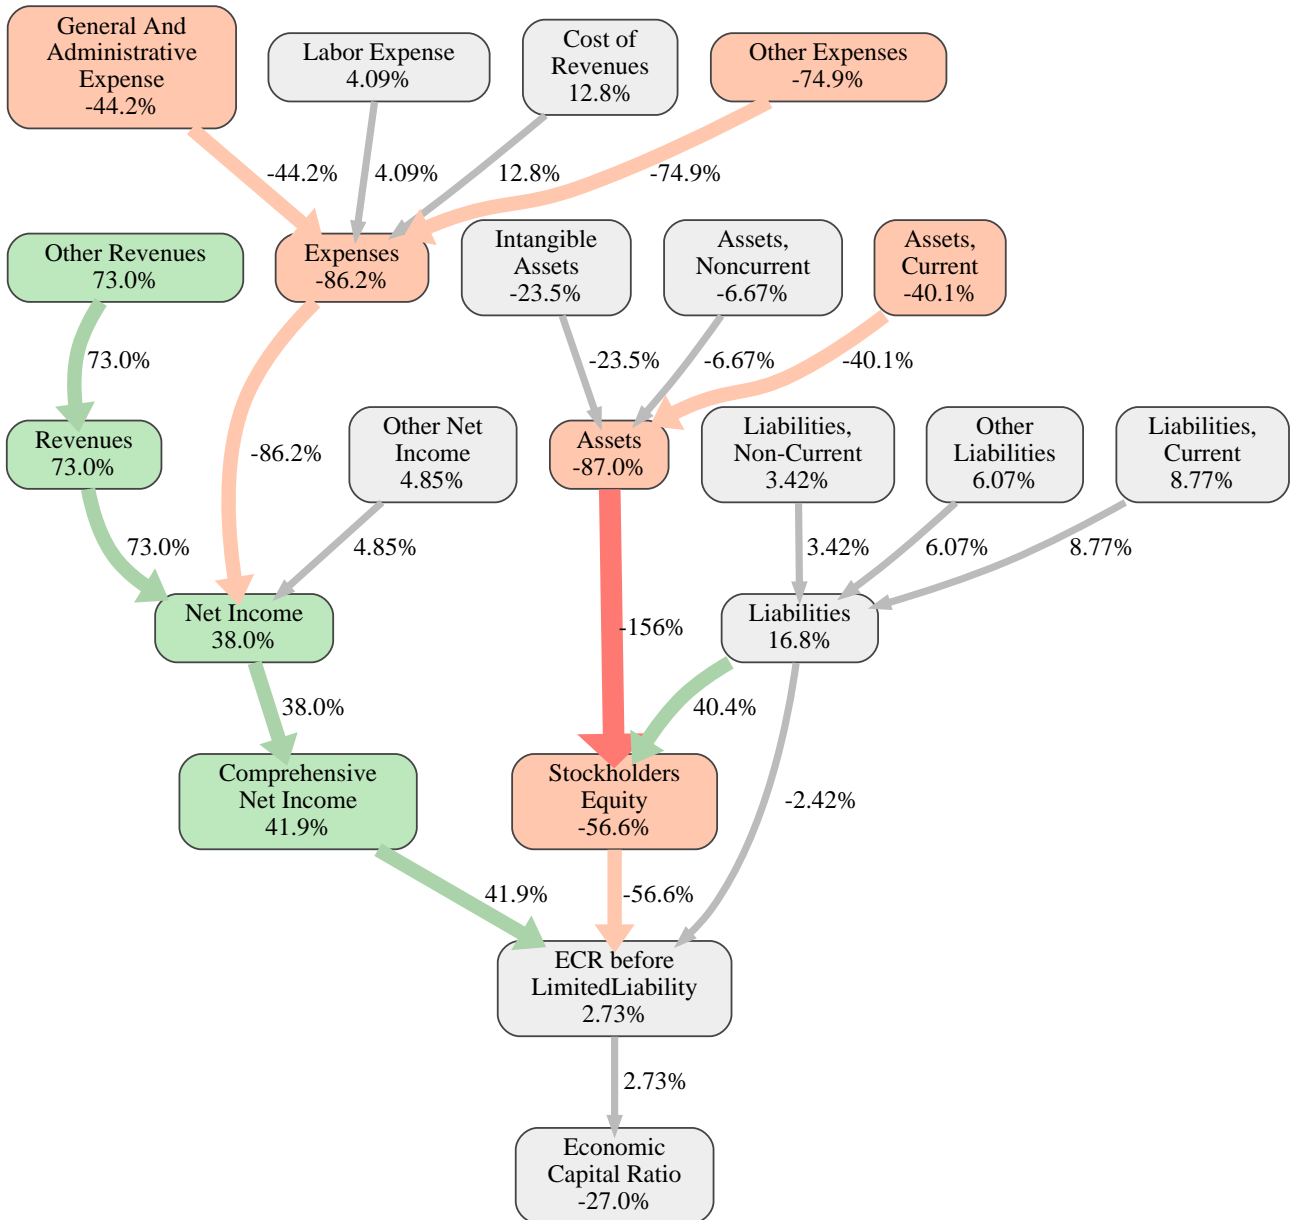 General And
Administrative
Expense
-44.2%
Labor Expense
4.09%
Cost of
Revenues
12.8%
Other Expenses
-74.9%
-44.2%
4.09%
12.8%
-74.9%
Other Revenues
73.0%
Expenses
-86.2%
Intangible
Assets
-23.5%
Assets,
Noncurrent
-6.67%
Assets,
Current
-40.1%
73.0%
-23.5%
-6.67%
-40.1%
Revenues
73.0%
-86.2%
Other Net
Income
4.85%
Assets
-87.0%
Liabilities,
Non-Current
3.42%
Other
Liabilities
6.07%
Liabilities,
Current
8.77%
73.0%
4.85%
3.42%
6.07%
8.77%
Net Income
38.0%
-156%
Liabilities
16.8%
38.0%
40.4%
Comprehensive
Net Income
41.9%
Stockholders
Equity
-56.6%
-2.42%
41.9%
-56.6%
ECR before
LimitedLiability
2.73%
2.73%
Economic
Capital Ratio
-27.0%